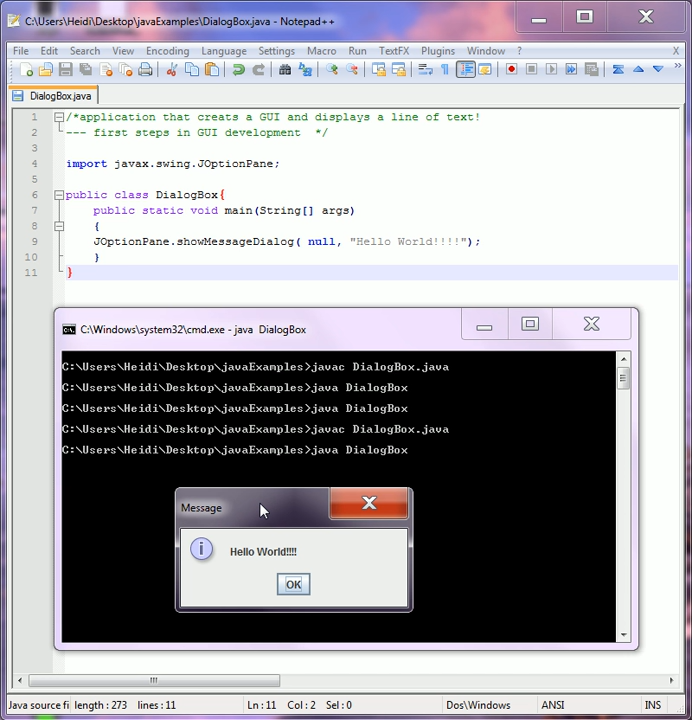 C:\Users\Heidi\Desktop\javaExamples\DialogBox.java - Notepad++
File Edit Search View Encoding Language Settings Macro Run TextFX Plugins Window ? X
DialogBox.java
1 /*application that creates a GUI and displays a line of text!
2 --- first steps in GUI development  */
3
4 import javax.swing.JOptionPane;
5
6 public class DialogBox{
7 public static void main(String[] args)
8 {
9 JOptionPane.showMessageDialog( null, "Hello World!!!!");
10 }
11 }
C:\Windows\system32\cmd.exe - java  DialogBox
C:\Users\Heidi\Desktop\javaExamples>javac DialogBox.java
C:\Users\Heidi\Desktop\javaExamples>java DialogBox
C:\Users\Heidi\Desktop\javaExamples>java DialogBox
C:\Users\Heidi\Desktop\javaExamples>javac DialogBox.java
C:\Users\Heidi\Desktop\javaExamples>java DialogBox
Message
Hello World!!!!
OK
Java source fi length : 273 lines : 11 Ln : 11 Col : 2 Sel : 0 Dos\Windows ANSI INS